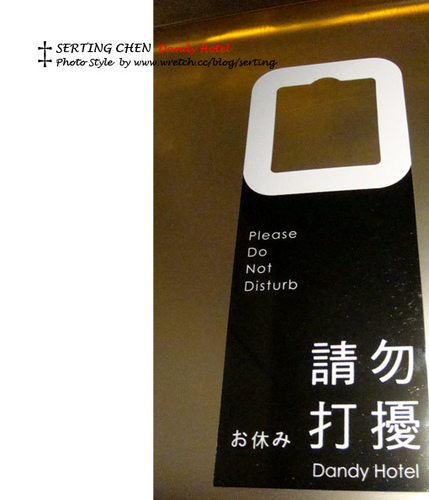 ‡ SERTING CHEN Dandy Hotel
‡ Photo Style by www.wretch.cc/blog/serting
Please
Do
Not
Disturb
請勿
お休み 打擾
Dandy Hotel